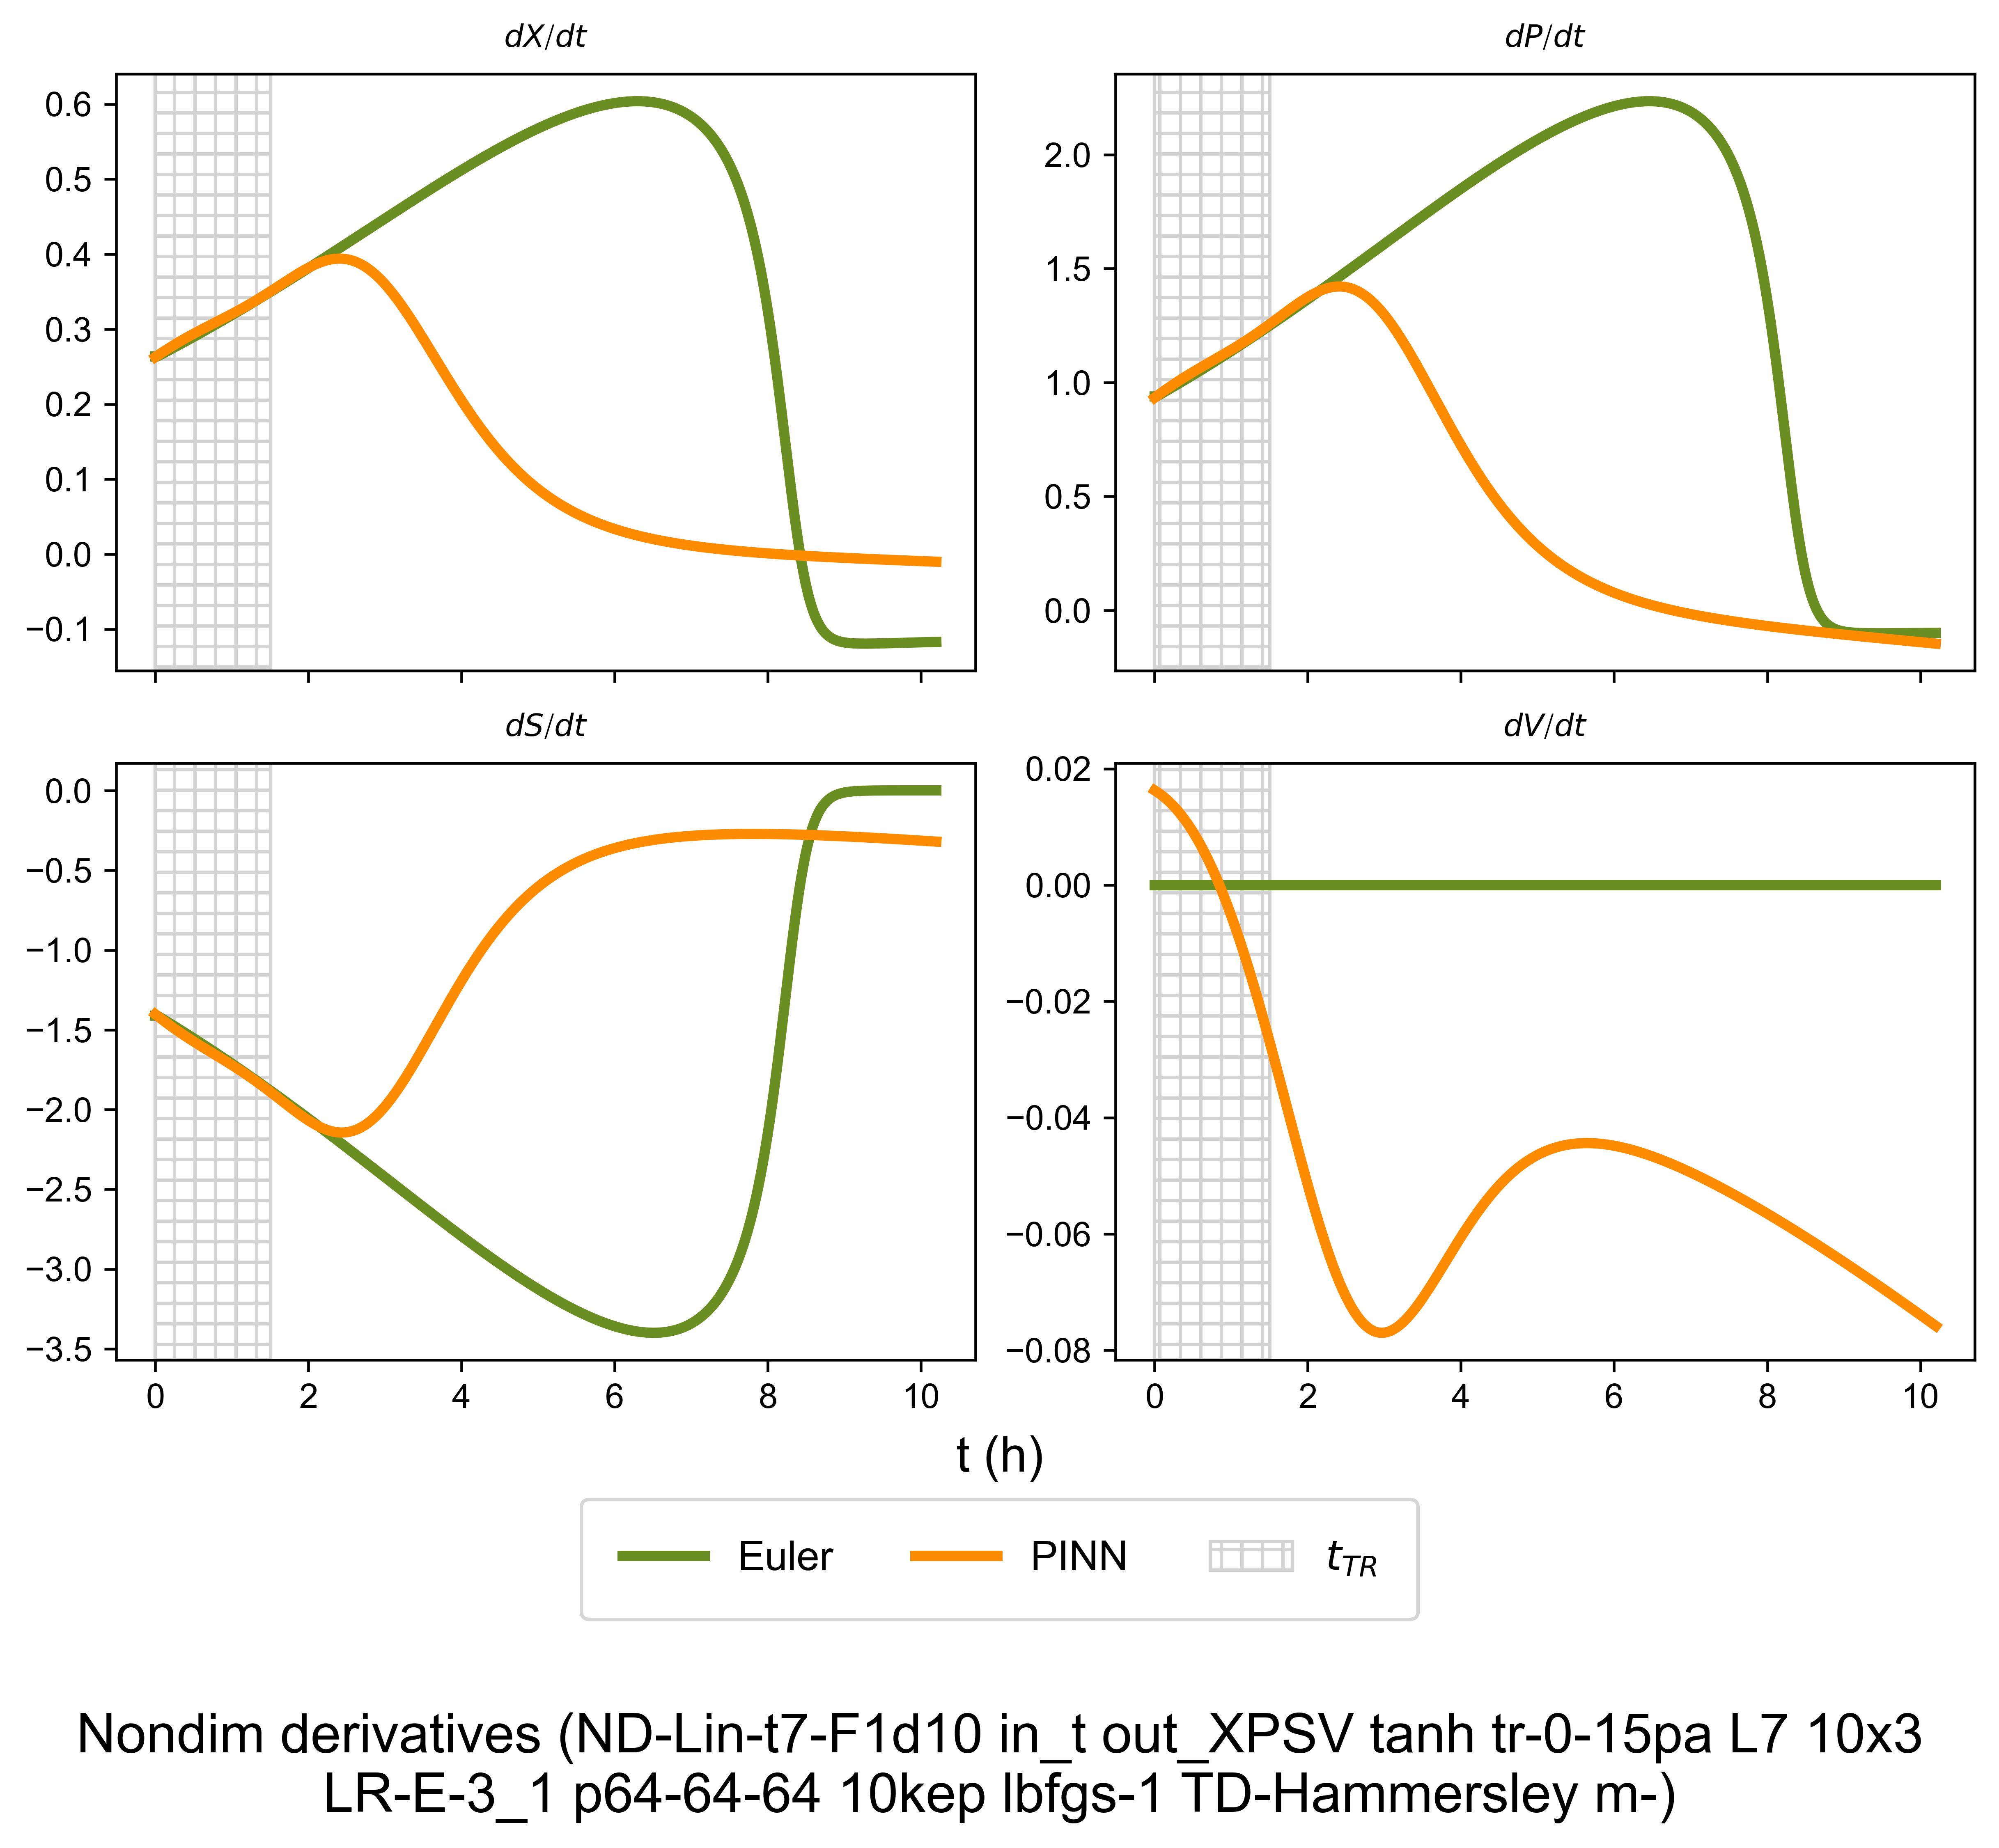 dX/dt
dP/dt
0.6
0.5
0.4
0.3
0.2
0.1
0.0
−0.1
2.0
1.5
1.0
0.5
0.0
dS/dt
dV/dt
0.0
−0.5
−1.0
−1.5
−2.0
−2.5
−3.0
−3.5
0 2 4 6 8 10
0.02
0.00
−0.02
−0.04
−0.06
−0.08
0 2 4 6 8 10
t (h)
Euler PINN t_TR
Nondim derivatives (ND-Lin-t7-F1d10 in_t out_XPSV tanh tr-0-15pa L7 10x3
LR-E-3_1 p64-64-64 10kep lbfgs-1 TD-Hammersley m-)